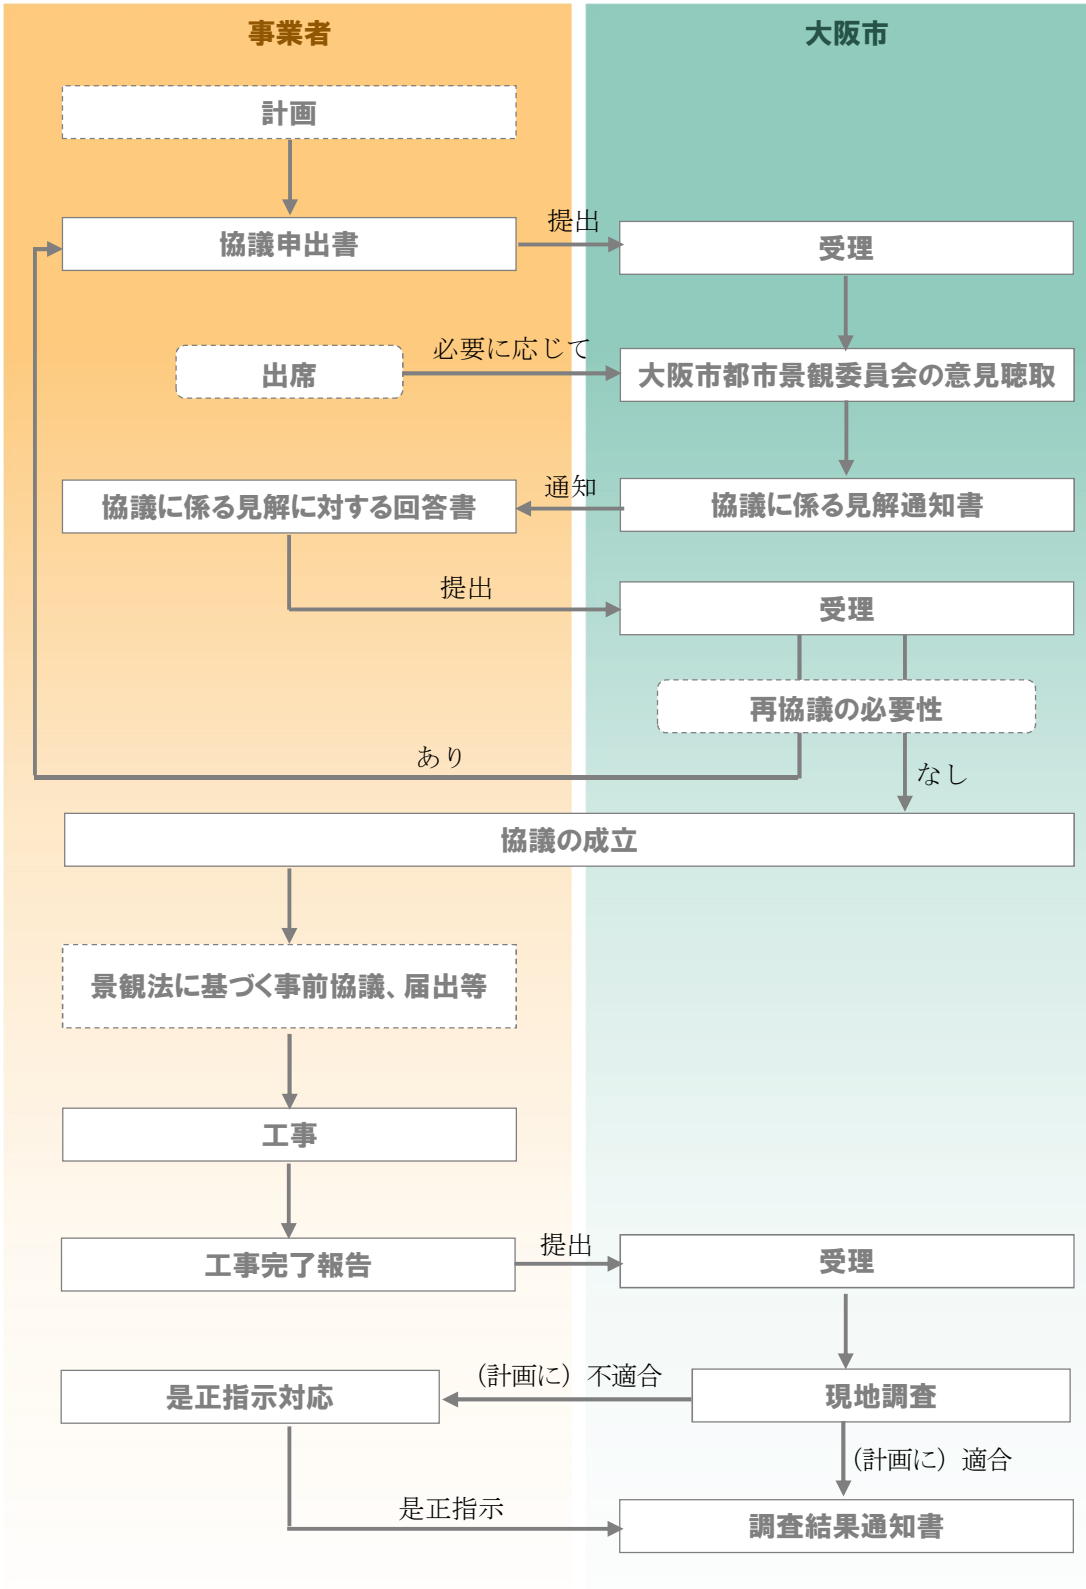 事業者
大阪市
計画
協議申出書
提出
受理
出席
必要に応じて
大阪市都市景観委員会の意見聴取
協議に係る見解に対する回答書
通知
協議に係る見解通知書
提出
受理
再協議の必要性
あり
なし
協議の成立
景観法に基づく事前協議、届出等
工事
工事完了報告
提出
受理
是正指示対応
（計画に）不適合
現地調査
（計画に）適合
是正指示
調査結果通知書